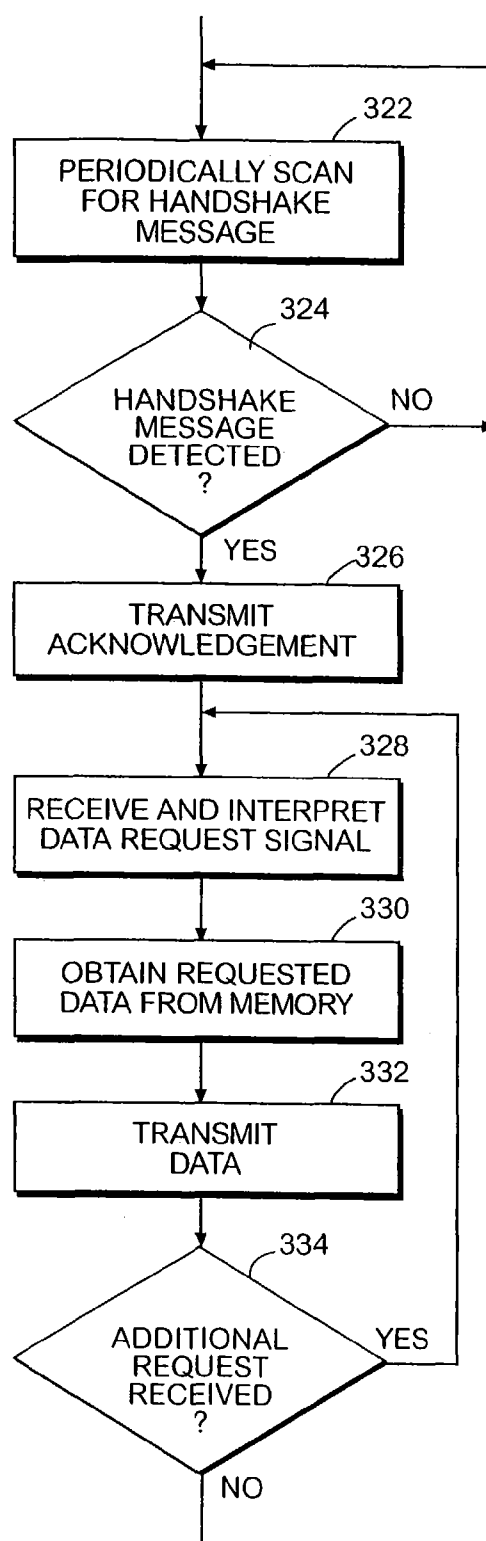 322
PERIODICALLY SCAN
FOR HANDSHAKE
MESSAGE
324
HANDSHAKE
MESSAGE
DETECTED
?
NO
YES
326
TRANSMIT
ACKNOWLEDGEMENT
328
RECEIVE AND INTERPRET
DATA REQUEST SIGNAL
330
OBTAIN REQUESTED
DATA FROM MEMORY
332
TRANSMIT
DATA
334
ADDITIONAL
REQUEST
RECEIVED
?
YES
NO